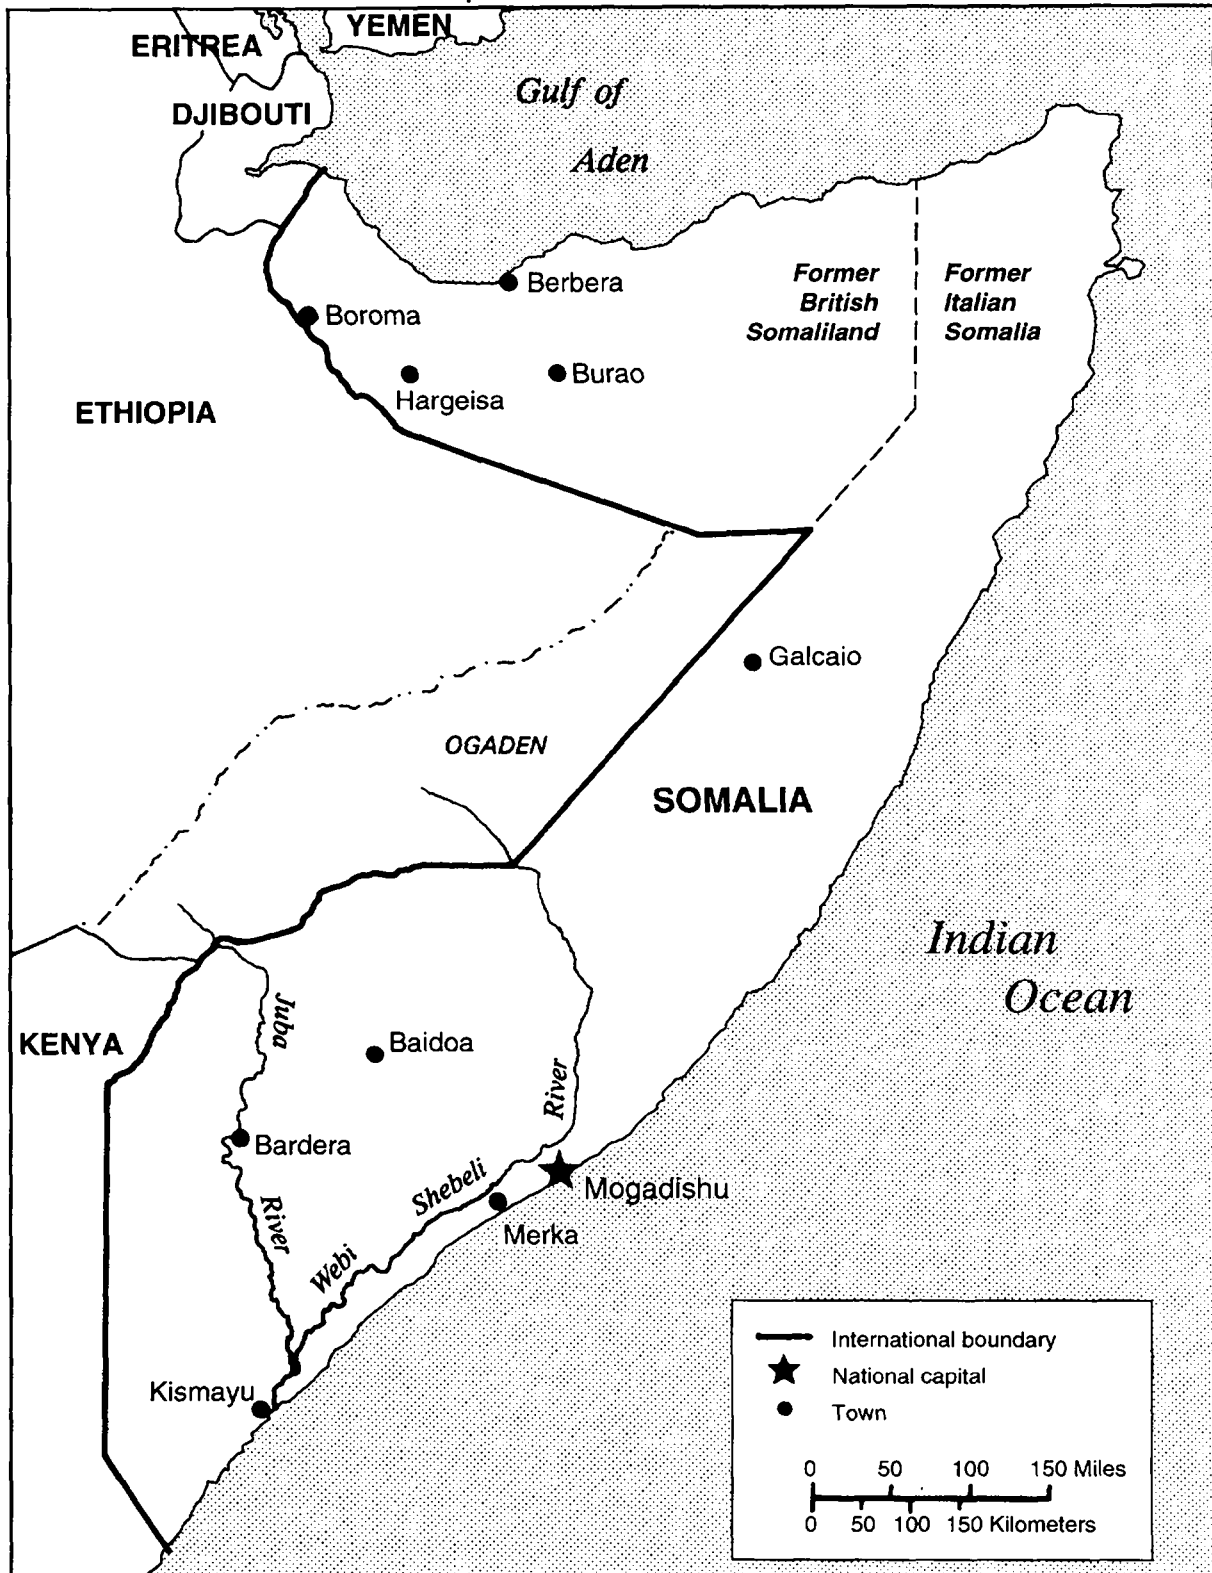 YEMEN
ERITREA
Gulf of
Aden
DJIBOUTI
Former
British
Somaliland
Former
Italian
Somalia
Berbera
Boroma
Burao
Hargeisa
ETHIOPIA
Galcaio
OGADEN
SOMALIA
Indian
Ocean
KENYA
Juba
River
Baidoa
River
Bardera
Shebeli
Webi
Mogadishu
Merka
Kismayu
International boundary
National capital
Town
0 50 100 150 Miles
0 50 100 150 Kilometers